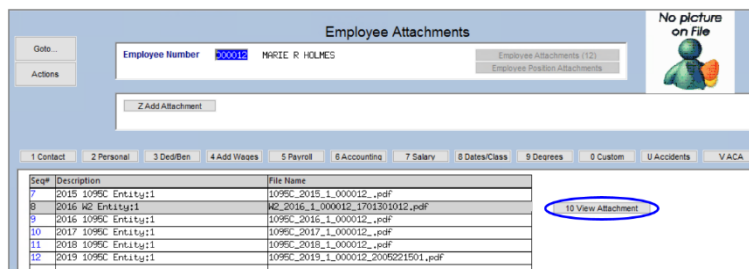 Employee Attachments
No picture
on File
Goto...
Actions
Employee Number 000012 MARIE R HOLMES
Employee Attachments (12)
Employee Position Attachments
Z Add Attachment
1 Contact 2 Personal 3 Ded/Ben 4 Add Wages 5 Payroll 6 Accounting 7 Salary 8 Dates/Class 9 Degrees 0 Custom U Accidents V ACA
Seq# Description File Name
7 2015 1095C Entity:1 1095C_2015_1_000012_.pdf
8 2016 W2 Entity:1 W2_2016_1_000012_1701301012.pdf
9 2016 1095C Entity:1 1095C_2016_1_000012_.pdf
10 2017 1095C Entity:1 1095C_2017_1_000012_.pdf
11 2018 1095C Entity:1 1095C_2018_1_000012_.pdf
12 2019 1095C Entity:1 1095C_2019_1_000012_2005221501.pdf
10 View Attachment